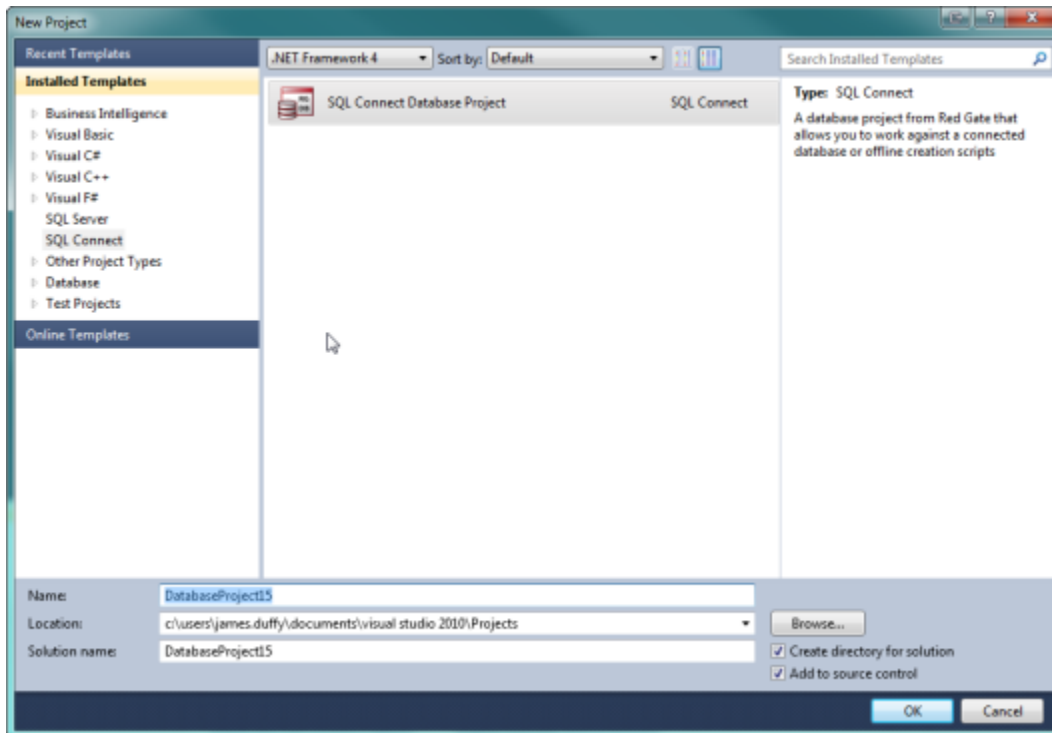 New Project
Recent Templates
Installed Templates
Business Intelligence
Visual Basic
Visual C#
Visual C++
Visual F#
SQL Server
SQL Connect
Other Project Types
Database
Test Projects
Online Templates
.NET Framework 4
Sort by: Default
SQL Connect Database Project SQL Connect
Search Installed Templates
Type: SQL Connect
A database project from Red Gate that
allows you to work against a connected
database or offline creation scripts
Name: DatabaseProject15
Location: c:\users\james.duffy\documents\visual studio 2010\Projects
Browse...
Solution name: DatabaseProject15
Create directory for solution
Add to source control
OK Cancel